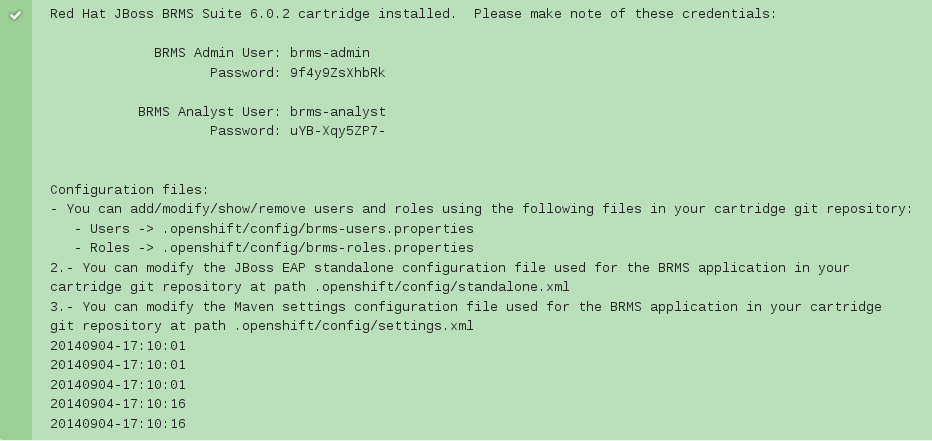 Red Hat JBoss BRMS Suite 6.0.2 cartridge installed.  Please make note of these credentials:
BRMS Admin User: brms-admin
Password: 9f4y9ZsXhbRk
BRMS Analyst User: brms-analyst
Password: uYB-Xqy5ZP7-
Configuration files:
- You can add/modify/show/remove users and roles using the following files in your cartridge git repository:
- Users -> .openshift/config/brms-users.properties
- Roles -> .openshift/config/brms-roles.properties
2.- You can modify the JBoss EAP standalone configuration file used for the BRMS application in your
cartridge git repository at path .openshift/config/standalone.xml
3.- You can modify the Maven settings configuration file used for the BRMS application in your cartridge
git repository at path .openshift/config/settings.xml
20140904-17:10:01
20140904-17:10:01
20140904-17:10:01
20140904-17:10:16
20140904-17:10:16